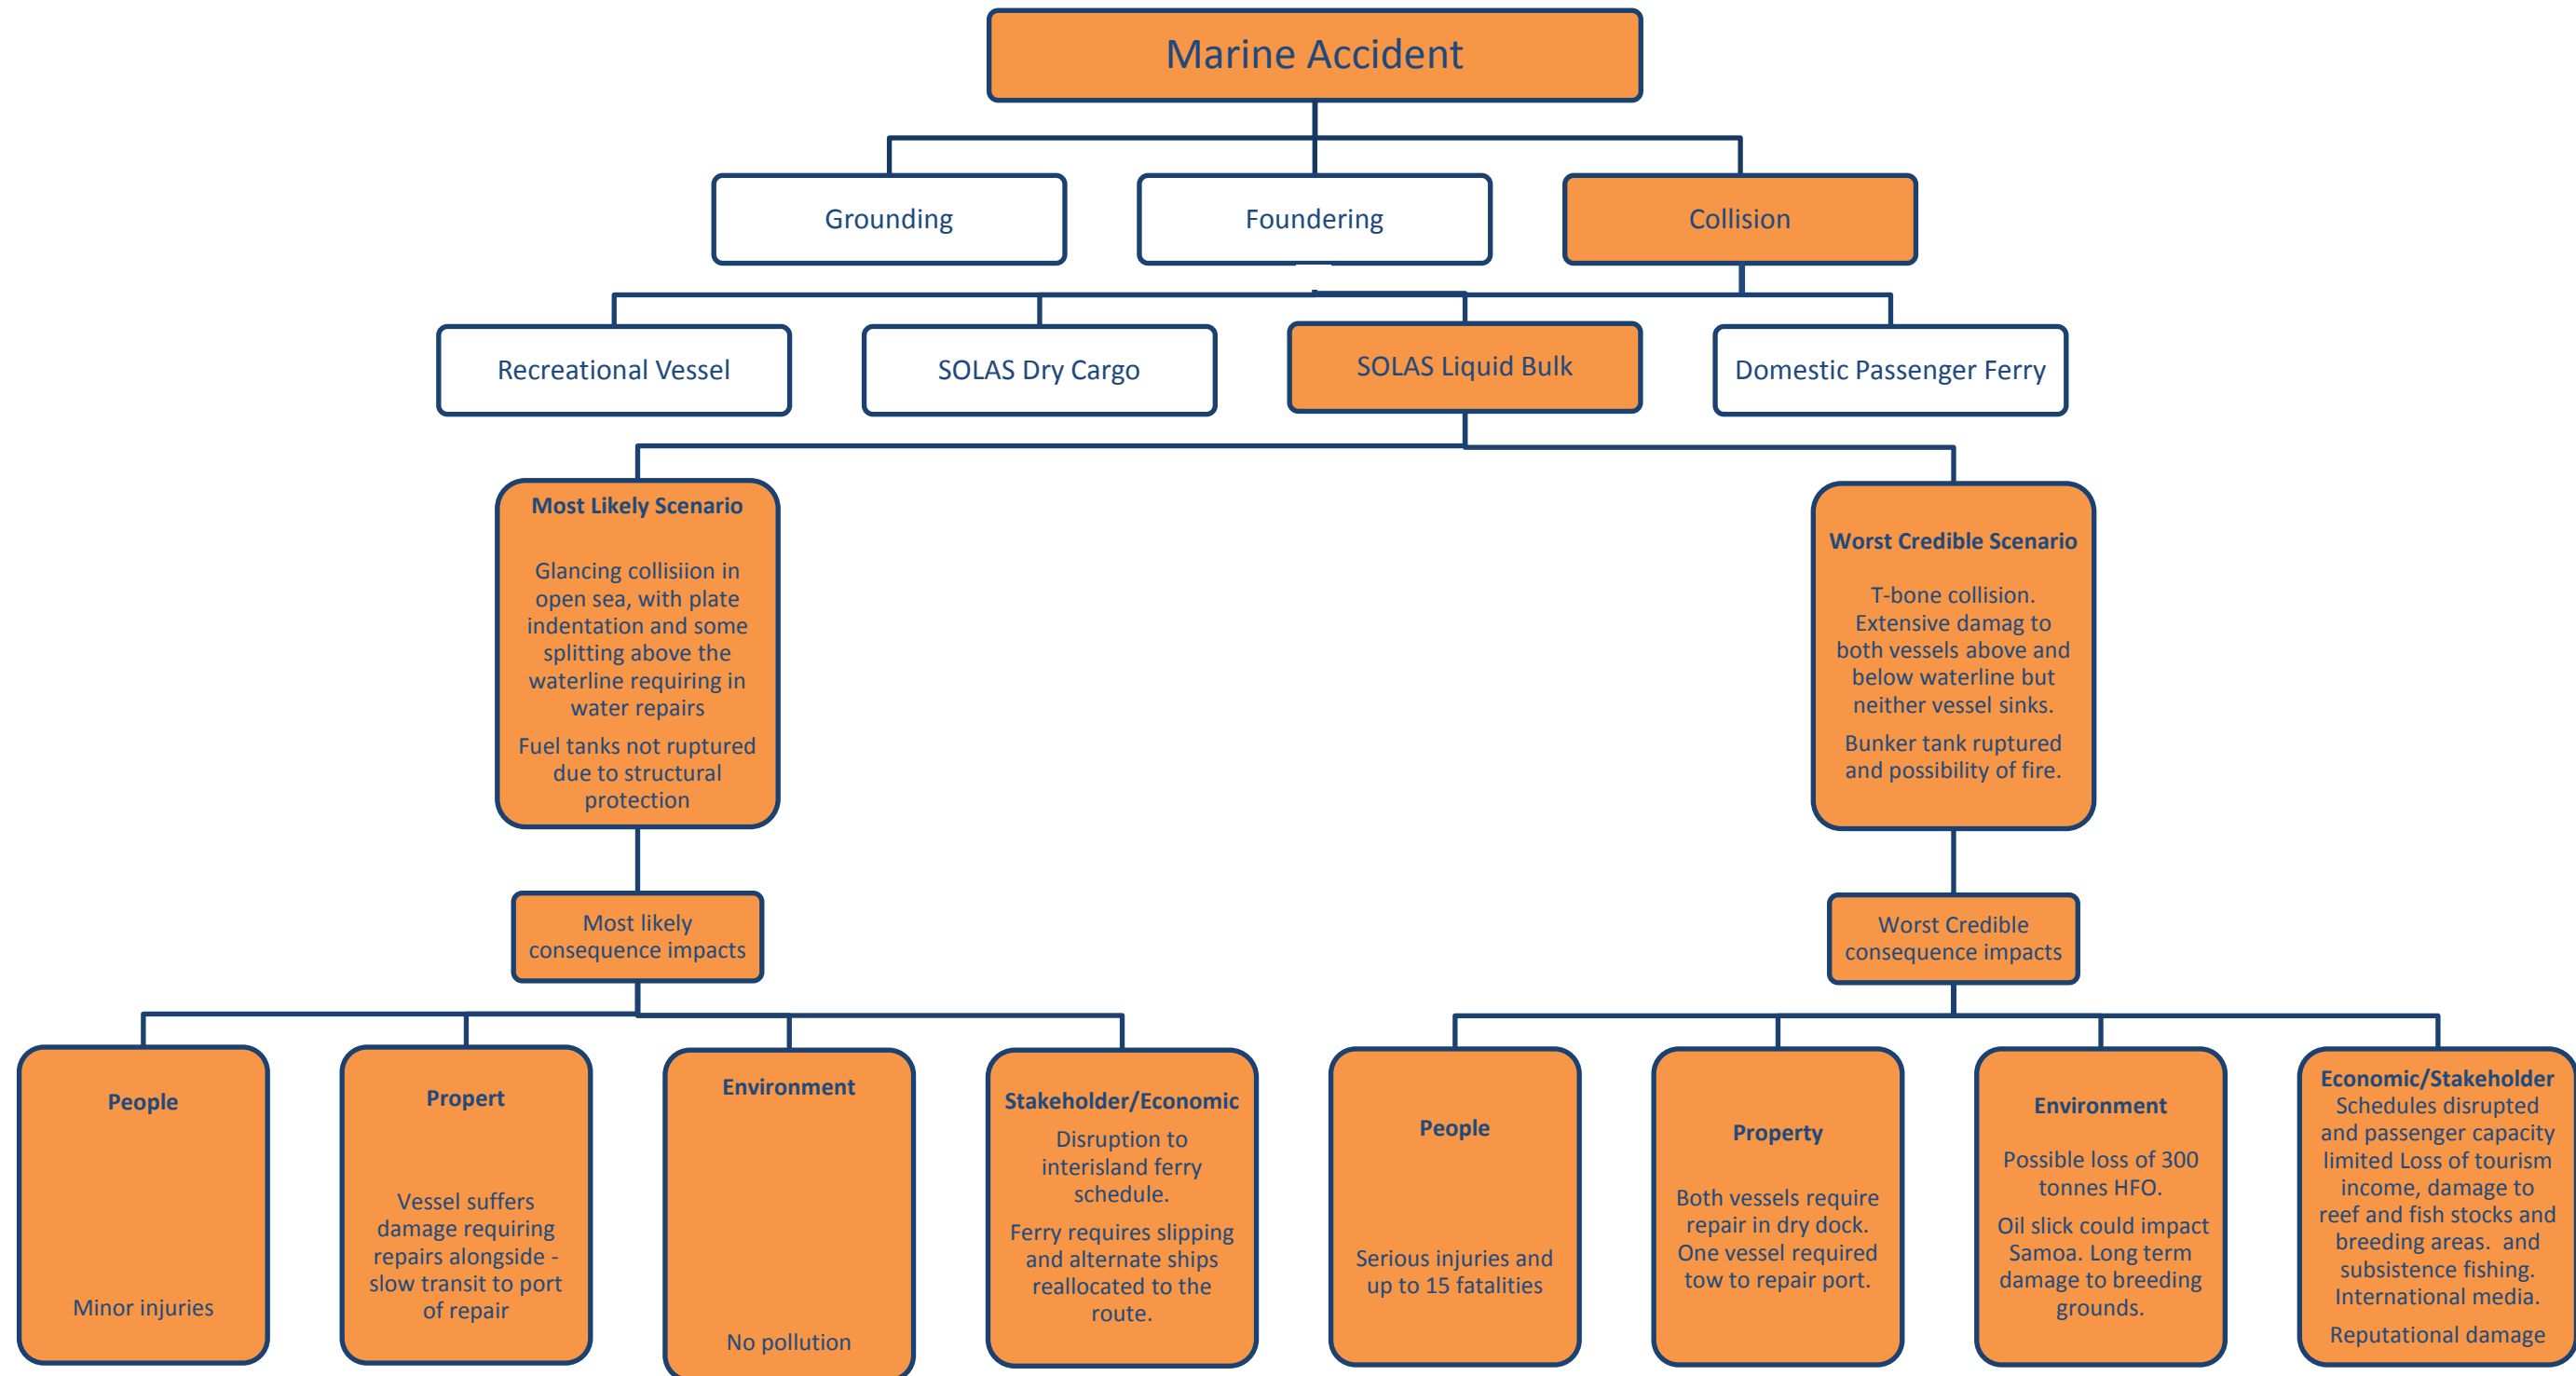 Marine Accident
Grounding
Foundering
Collision
Recreational Vessel
SOLAS Dry Cargo
SOLAS Liquid Bulk
Domestic Passenger Ferry
Most Likely Scenario
Glancing collisiion in
open sea, with plate
indentation and some
splitting above the
waterline requiring in
water repairs
Fuel tanks not ruptured
due to structural
protection
Worst Credible Scenario
T-bone collision.
Extensive damag to
both vessels above and
below waterline but
neither vessel sinks.
Bunker tank ruptured
and possibility of fire.
Most likely
consequence impacts
Worst Credible
consequence impacts
People
Minor injuries
Propert
Vessel suffers
damage requiring
repairs alongside -
slow transit to port
of repair
Environment
No pollution
Stakeholder/Economic
Disruption to
interisland ferry
schedule.
Ferry requires slipping
and alternate ships
reallocated to the
route.
People
Serious injuries and
up to 15 fatalities
Property
Both vessels require
repair in dry dock.
One vessel required
tow to repair port.
Environment
Possible loss of 300
tonnes HFO.
Oil slick could impact
Samoa. Long term
damage to breeding
grounds.
Economic/Stakeholder
Schedules disrupted
and passenger capacity
limited Loss of tourism
income, damage to
reef and fish stocks and
breeding areas.  and
subsistence fishing.
International media.
Reputational damage